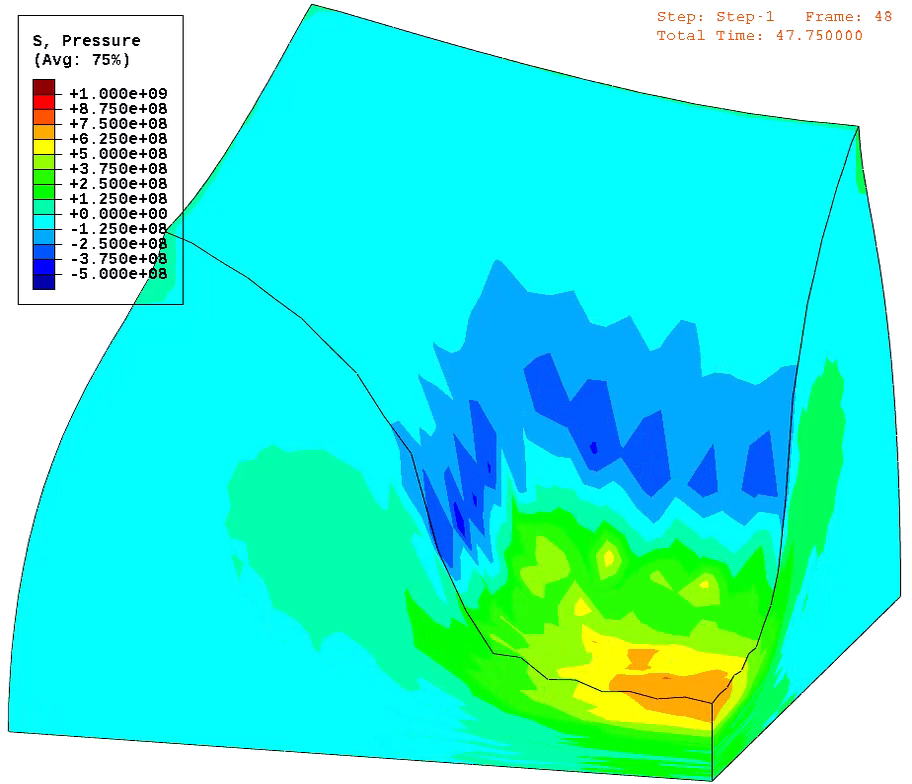 S, Pressure
(Avg: 75%)
+1.000e+09
+8.750e+08
+7.500e+08
+6.250e+08
+5.000e+08
+3.750e+08
+2.500e+08
+1.250e+08
+0.000e+00
-1.250e+08
-2.500e+08
-3.750e+08
-5.000e+08
Step: Step-1 Frame: 48
Total Time: 47.750000